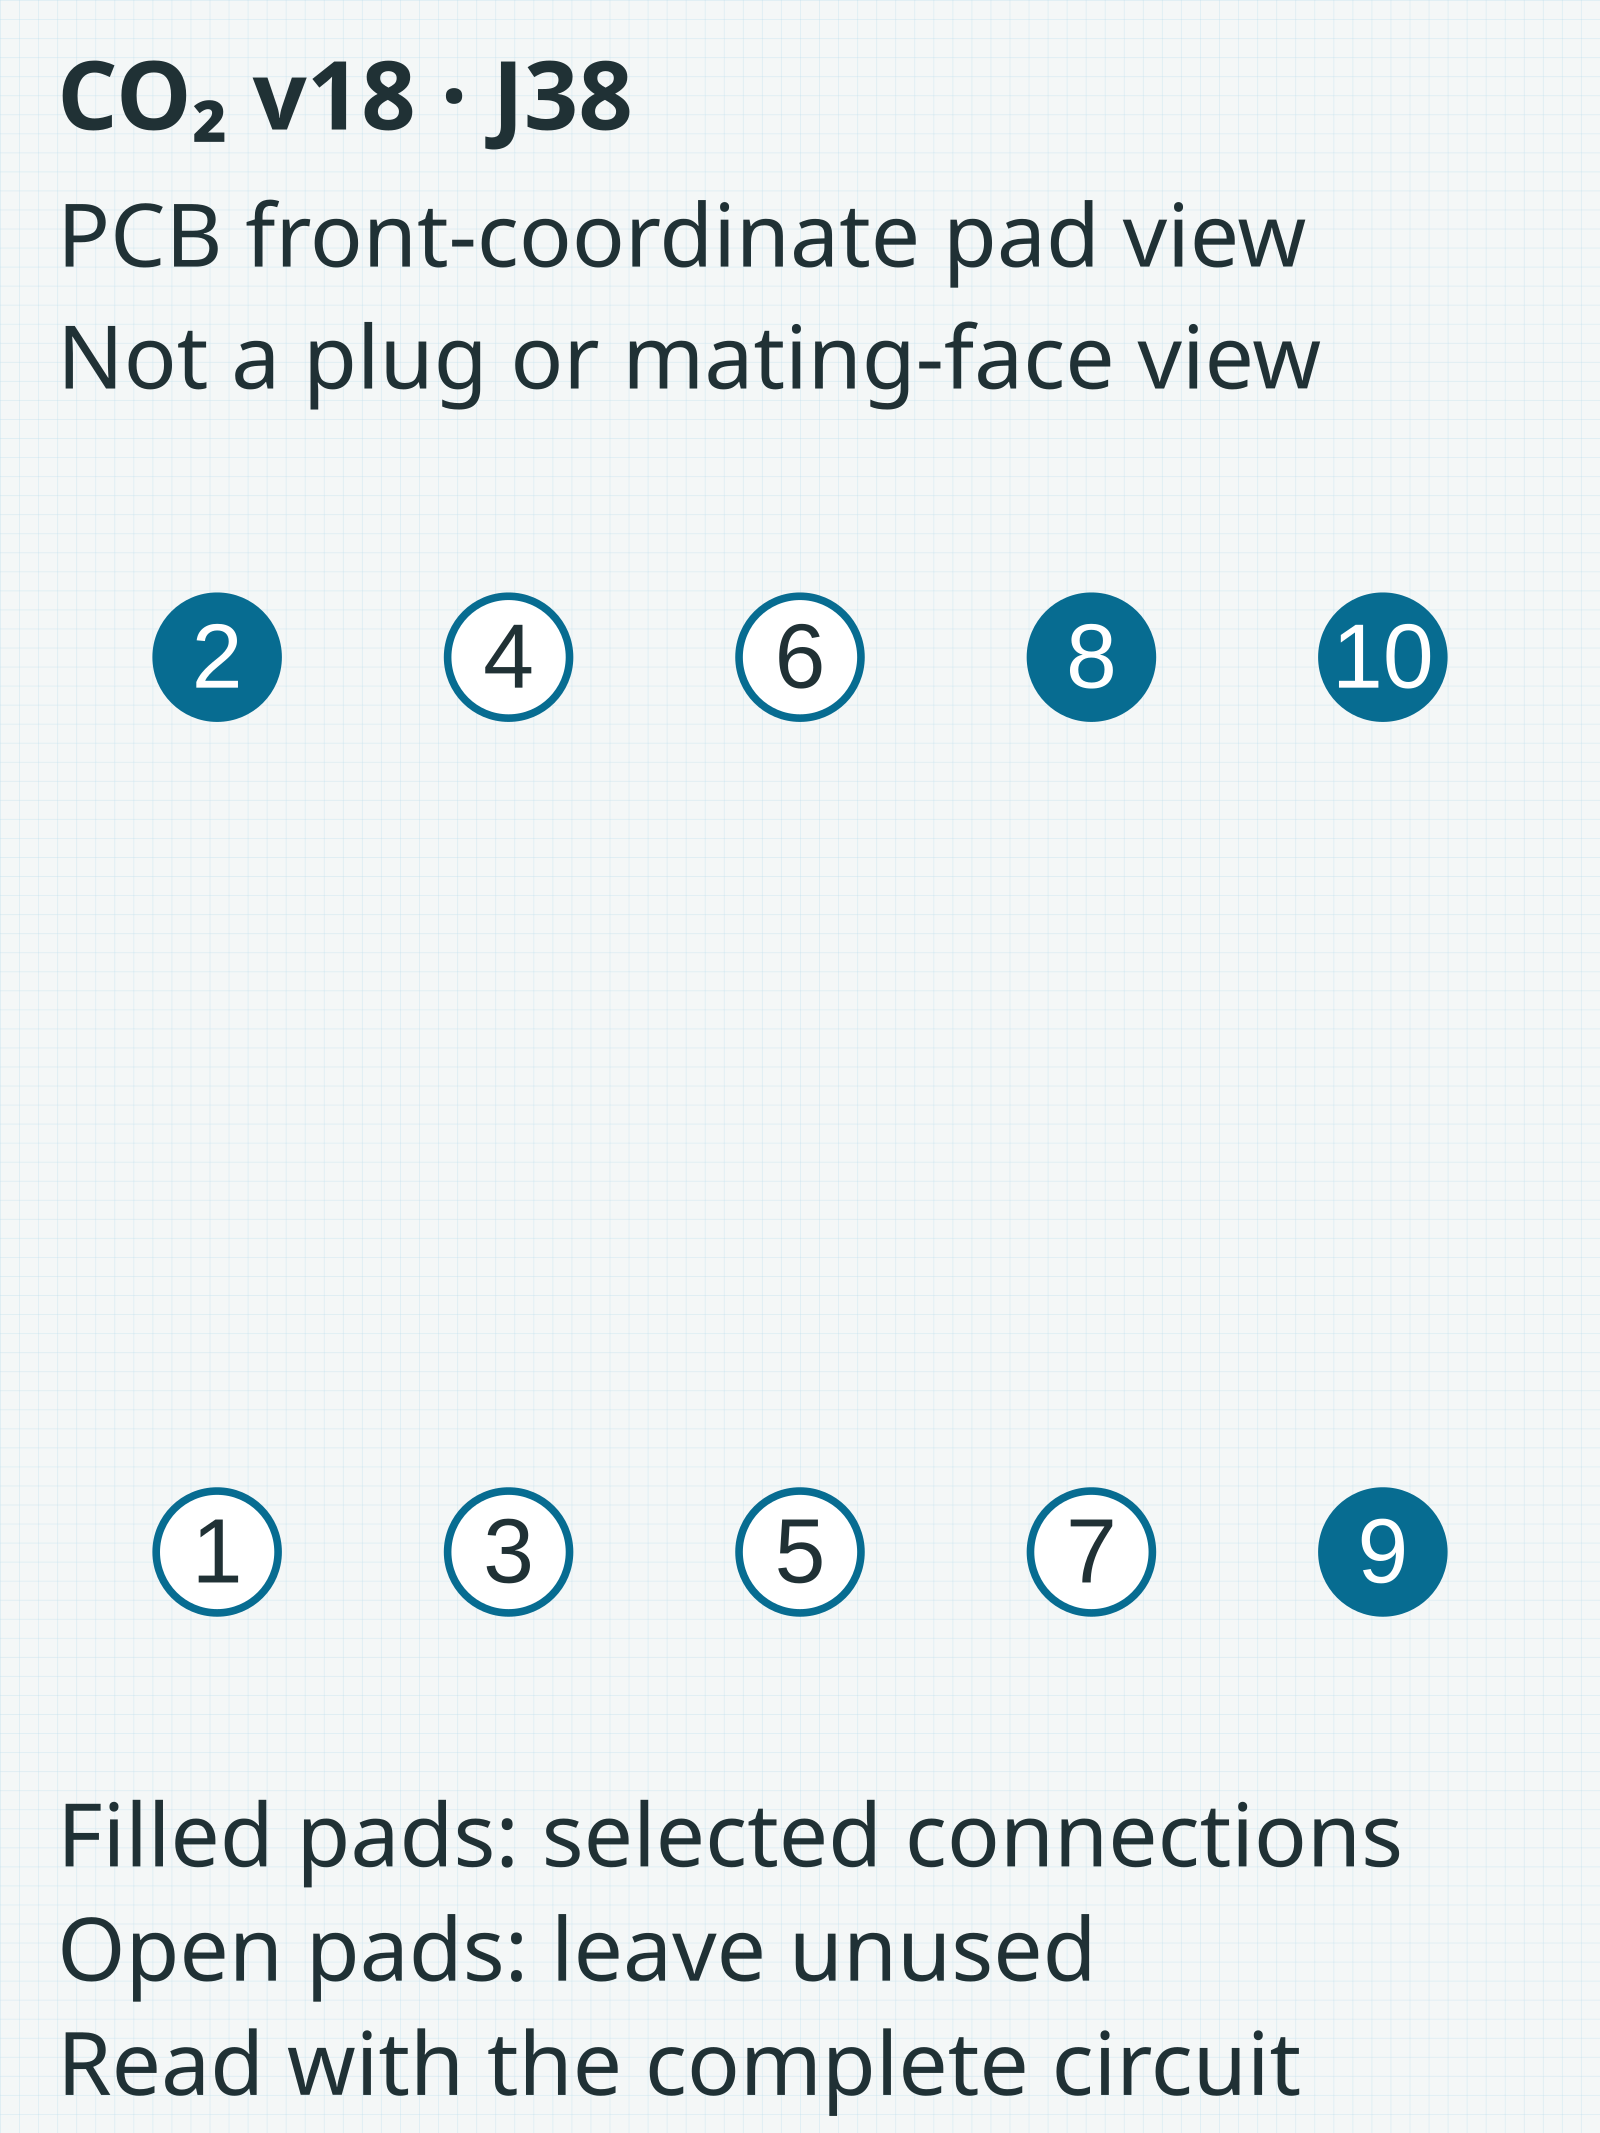 CO₂ v18 · J38
PCB front-coordinate pad view
Not a plug or mating-face view
2 4 6 8 10
1 3 5 7 9
Filled pads: selected connections
Open pads: leave unused
Read with the complete circuit